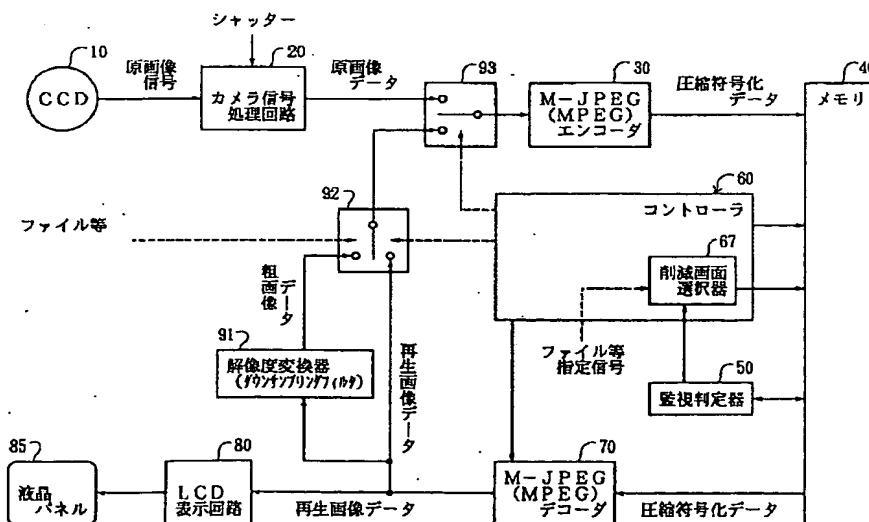 シャッター
10
20
93
30
40
原画像
信号
原画像
データ
圧縮符号化
データ
CCD
カメラ信号
処理回路
M-JPEG
(MPEG)
エンコーダ
メモリ
60
コントローラ
92
ファイル等
67
削減画面
選択器
粗画像
データ
91
解像度変換器
(ダウンサンプリングフィルタ)
再生画像データ
ファイル等
指定信号
50
監視判定器
85
80
70
液晶
パネル
LCD
表示回路
再生画像データ
M-JPEG
(MPEG)
デコーダ
圧縮符号化データ